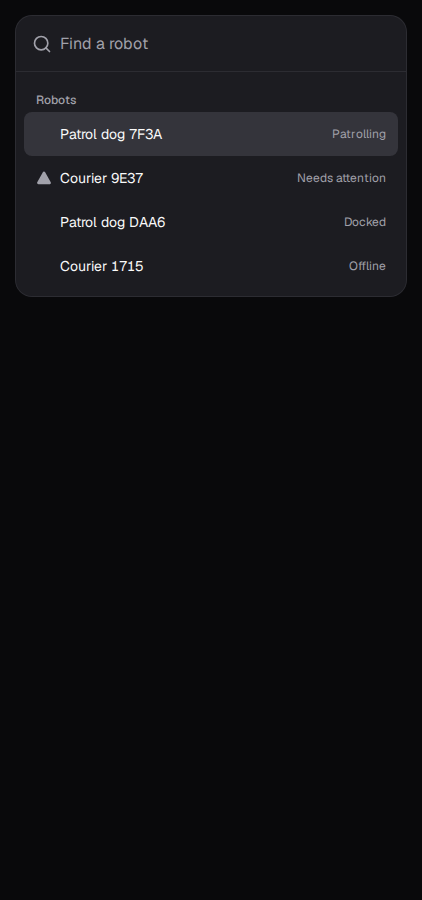 Find a robot
Robots
Patrol dog 7F3A Patrolling
Courier 9E37 Needs attention
Patrol dog DAA6 Docked
Courier 1715 Offline